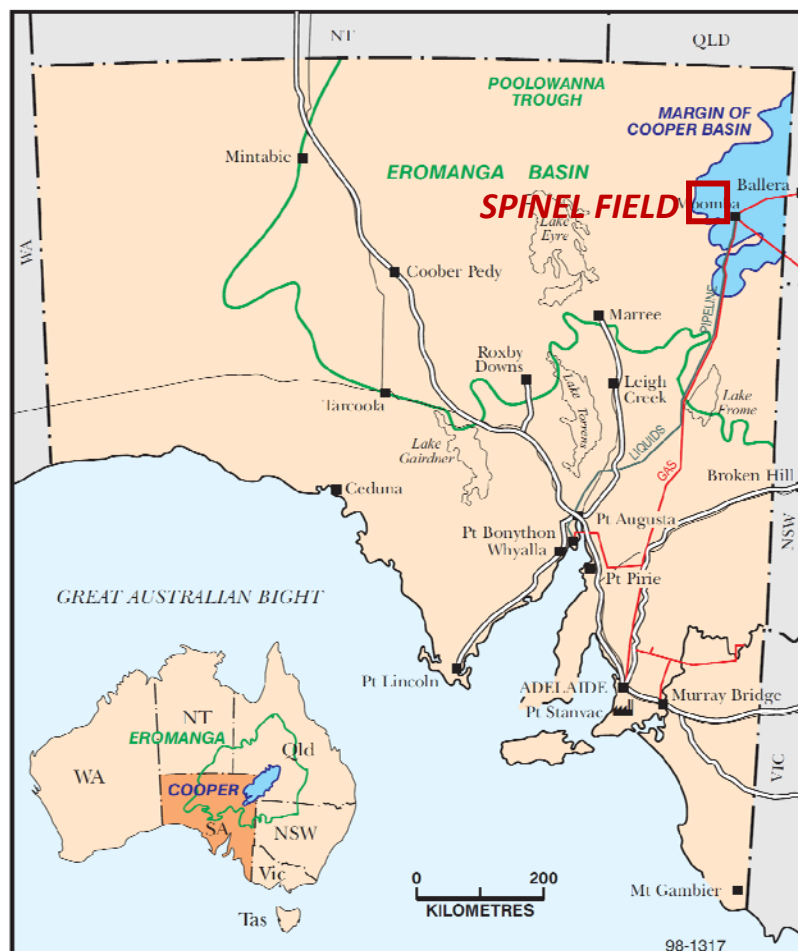 NT
QLD
POOLOWANNA
TROUGH
MARGIN OF
COOPER BASIN
Mintabie
EROMANGA BASIN
Ballera
SPINEL FIELD
Moomba
Lake
Eyre
WA
Coober Pedy
PIPELINE
Marree
Roxby
Downs
Lake
Torrens
Leigh
Creek
Lake
Frome
Tarcoola
Lake
Gairdner
LIQUIDS
GAS
Broken Hill
Ceduna
NSW
Pt Augusta
Pt Bonython
Whyalla
Pt Pirie
GREAT AUSTRALIAN BIGHT
Pt Lincoln
ADELAIDE
Murray Bridge
Pt Stanvac
VIC
NT
EROMANGA
Qld
WA
COOPER
SA
NSW
Vic
Tas
0 200
KILOMETRES
Mt Gambier
98-1317